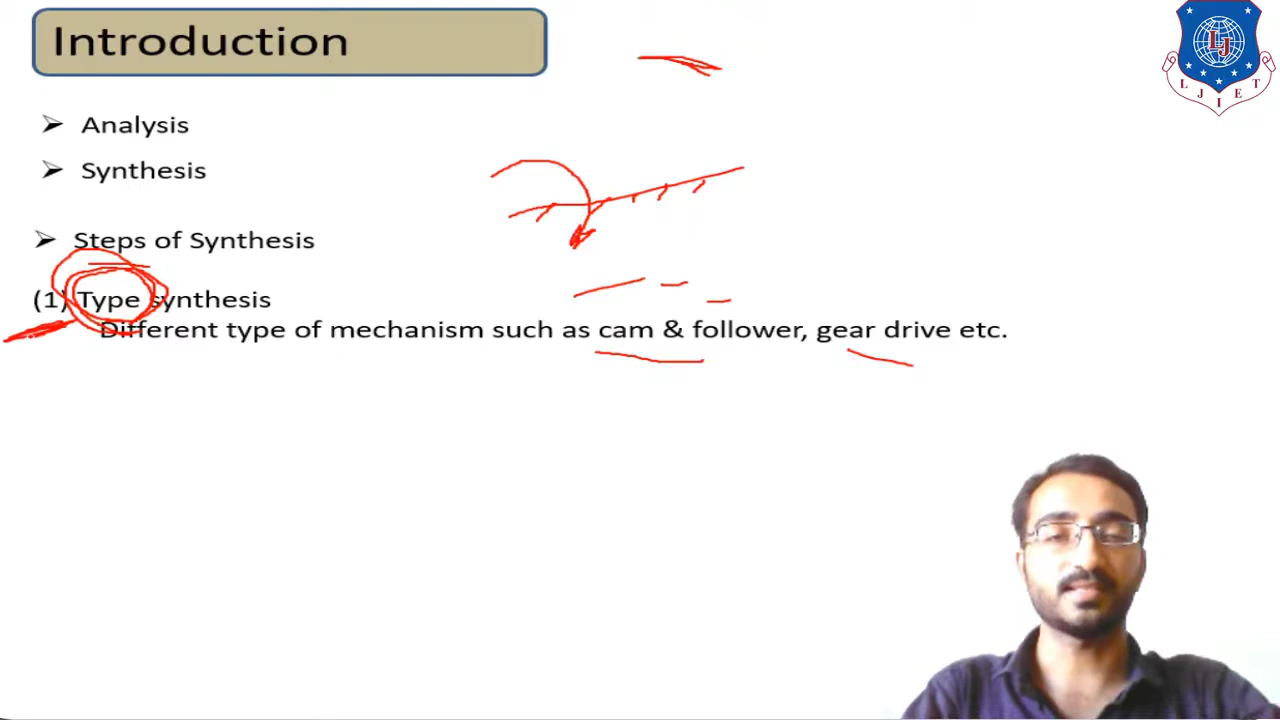 Introduction
L J I E T
LJ
➢ Analysis
➢ Synthesis
➢ Steps of Synthesis
(1) Type synthesis
Different type of mechanism such as cam & follower, gear drive etc.